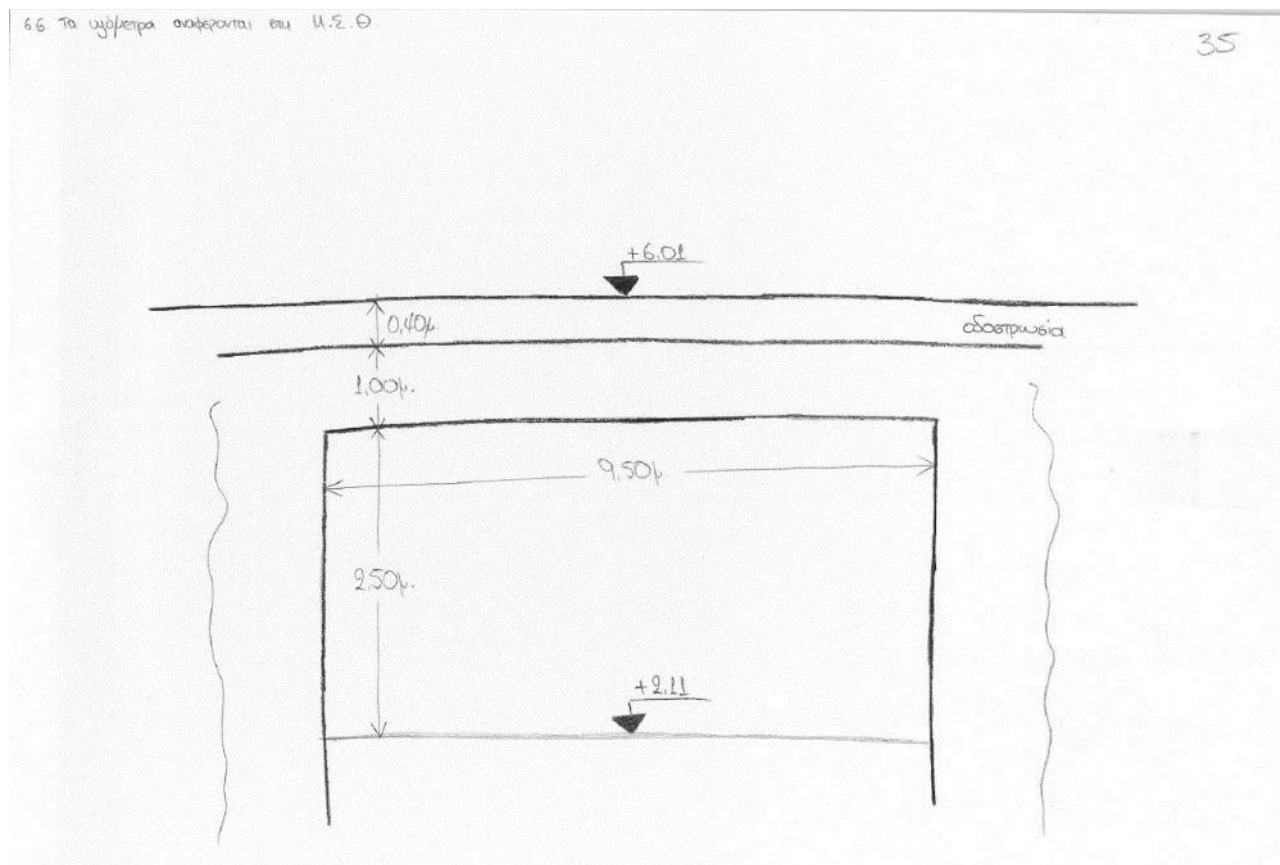 66 Τα υψόμετρα αναφέρονται στη Μ.Σ.Θ
35
+6.01
0,40μ.
οδοστρωσία
1,00μ.
9,50μ
2,50μ.
+2.11